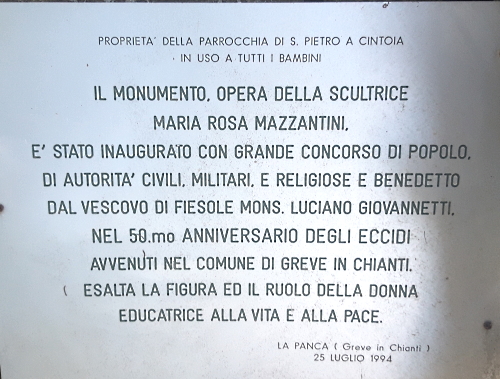 PROPRIETA' DELLA PARROCCHIA DI S. PIETRO A CINTOIA
IN USO A TUTTI I BAMBINI
IL MONUMENTO, OPERA DELLA SCULTRICE
MARIA ROSA MAZZANTINI,
E' STATO INAUGURATO CON GRANDE CONCORSO DI POPOLO,
DI AUTORITA' CIVILI, MILITARI, E RELIGIOSE E BENEDETTO
DAL VESCOVO DI FIESOLE MONS. LUCIANO GIOVANNETTI,
NEL 50.mo ANNIVERSARIO DEGLI ECCIDI
AVVENUTI NEL COMUNE DI GREVE IN CHIANTI.
ESALTA LA FIGURA ED IL RUOLO DELLA DONNA
EDUCATRICE ALLA VITA E ALLA PACE.
LA PANCA ( Greve in Chianti )
25 LUGLIO 1994